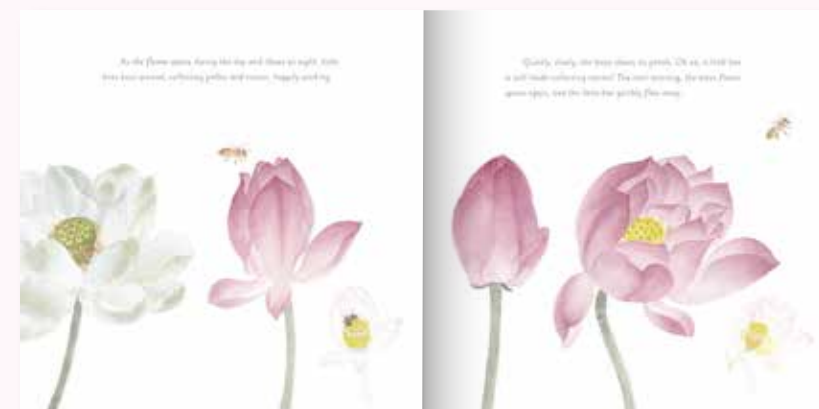 As the flower opens during the day and closes at night, little
bees buzz around, collecting pollen and nectar, happily working.
Quietly, slowly, the lotus closes its petals. Oh no, a little bee
is still inside collecting nectar! The next morning, the lotus flower
opens again, and the little bee quickly flies away.